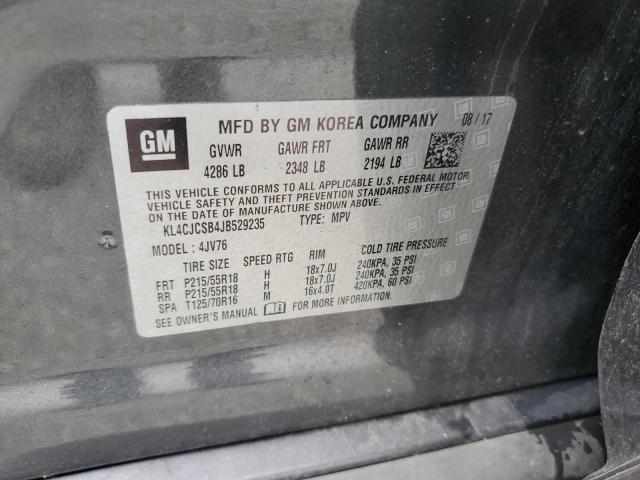 GM
MFD BY GM KOREA COMPANY 08/17
GVWR GAWR FRT GAWR RR
4286 LB 2348 LB 2194 LB
THIS VEHICLE CONFORMS TO ALL APPLICABLE U.S. FEDERAL MOTOR
VEHICLE SAFETY AND THEFT PREVENTION STANDARDS IN EFFECT
ON THE DATE OF MANUFACTURE SHOWN ABOVE.
KL4CJCSB4JB529235 TYPE: MPV
MODEL: 4JV76
TIRE SIZE SPEED RTG RIM COLD TIRE PRESSURE
FRT P215/55R18 H 18x7.0J 240KPA, 35 PSI
RR P215/55R18 H 18x7.0J 240KPA, 35 PSI
SPA T125/70R16 M 16x4.0T 420KPA, 60 PSI
SEE OWNER'S MANUAL FOR MORE INFORMATION.